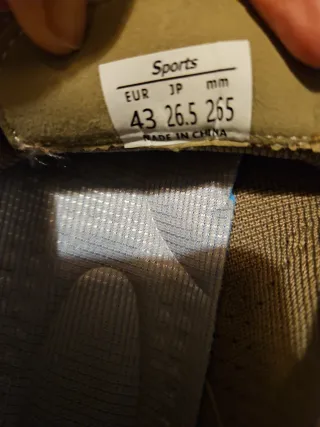 Sports
EUR JP mm
43 26.5 265
MADE IN CHINA